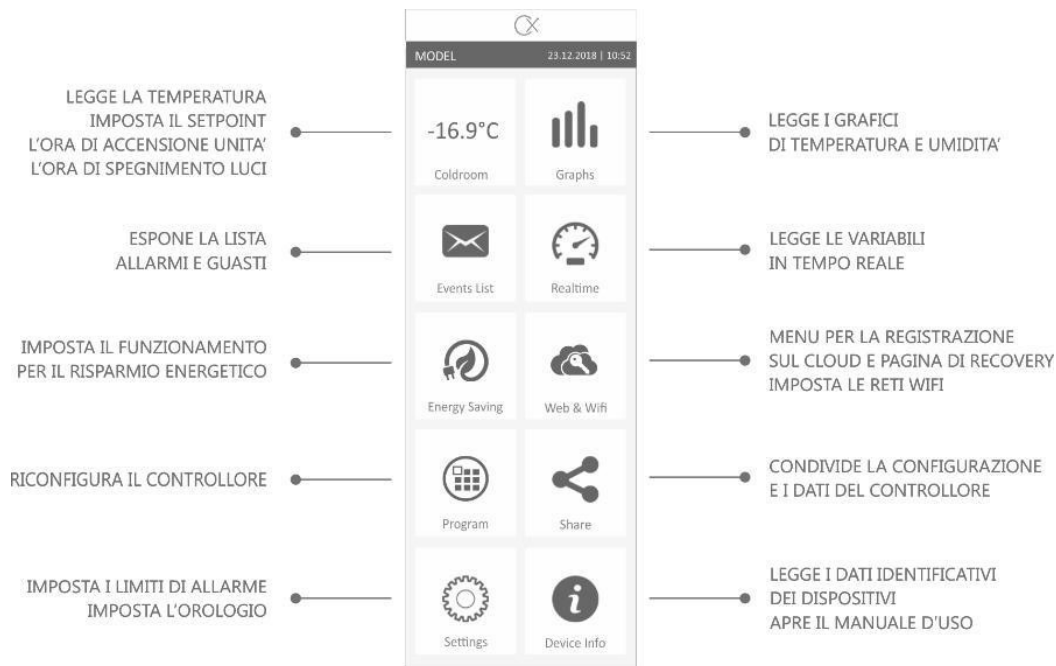 CX
MODEL 23.12.2018 | 10:52
LEGGE LA TEMPERATURA
IMPOSTA IL SETPOINT
L'ORA DI ACCENSIONE UNITA'
L'ORA DI SPEGNIMENTO LUCI
-16.9°C
Coldroom
Graphs
LEGGE I GRAFICI
DI TEMPERATURA E UMIDITA'
ESPONE LA LISTA
ALLARMI E GUASTI
Events List
Realtime
LEGGE LE VARIABILI
IN TEMPO REALE
IMPOSTA IL FUNZIONAMENTO
PER IL RISPARMIO ENERGETICO
Energy Saving
Web & Wifi
MENU PER LA REGISTRAZIONE
SUL CLOUD E PAGINA DI RECOVERY
IMPOSTA LE RETI WIFI
RICONFIGURA IL CONTROLLORE
Program
Share
CONDIVIDE LA CONFIGURAZIONE
E I DATI DEL CONTROLLORE
IMPOSTA I LIMITI DI ALLARME
IMPOSTA L'OROLOGIO
Settings
Device Info
LEGGE I DATI IDENTIFICATIVI
DEI DISPOSITIVI
APRE IL MANUALE D'USO